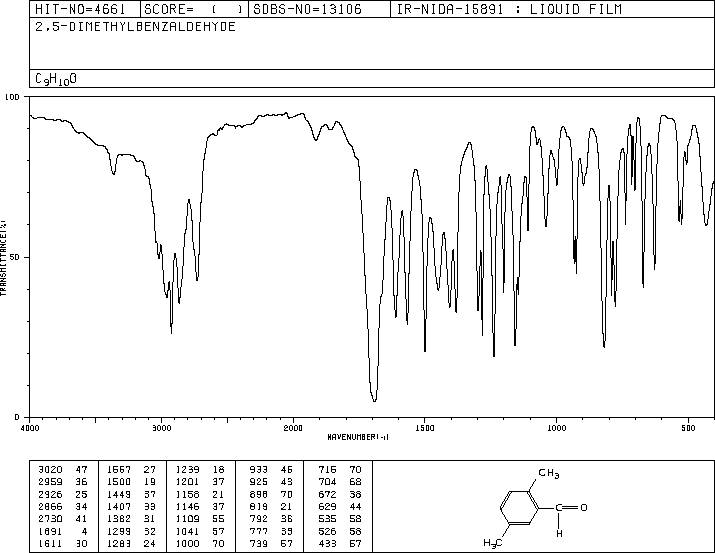 HIT-NO=4661 SCORE= ( ) SDBS-NO=13106 IR-NIDA-15891 : LIQUID FILM
2,5-DIMETHYLBENZALDEHYDE
C9H10O
100
50
0
TRANSMITTANCE(%)
4000 3000 2000 1500 1000 500
WAVENUMBER(-1)
3020 47 1567 27 1239 18 933 46 716 70
2959 36 1500 19 1201 37 925 43 704 68
2926 25 1449 37 1158 21 898 70 672 38
2866 34 1407 33 1146 37 819 21 629 44
2730 41 1382 31 1109 55 792 36 535 58
1691 4 1299 32 1041 57 777 33 526 58
1611 30 1283 24 1000 70 739 57 433 57
CH3
C O
H
H3C